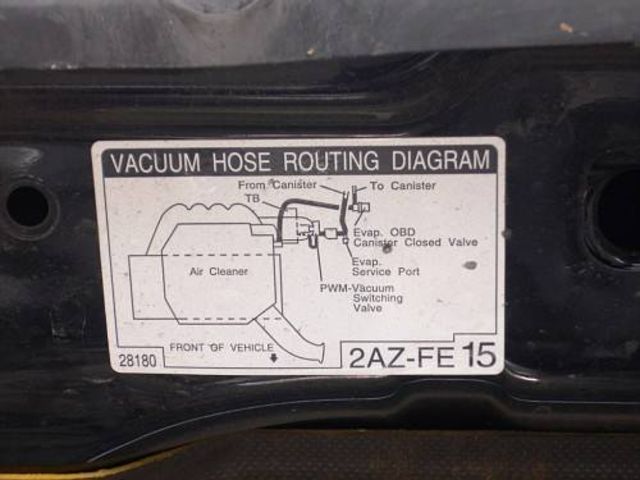 VACUUM HOSE ROUTING DIAGRAM
From Canister
To Canister
TB
Evap. OBD
Canister Closed Valve
Air Cleaner
Evap.
Service Port
PWM-Vacuum
Switching
Valve
FRONT OF VEHICLE
28180
2AZ-FE 15